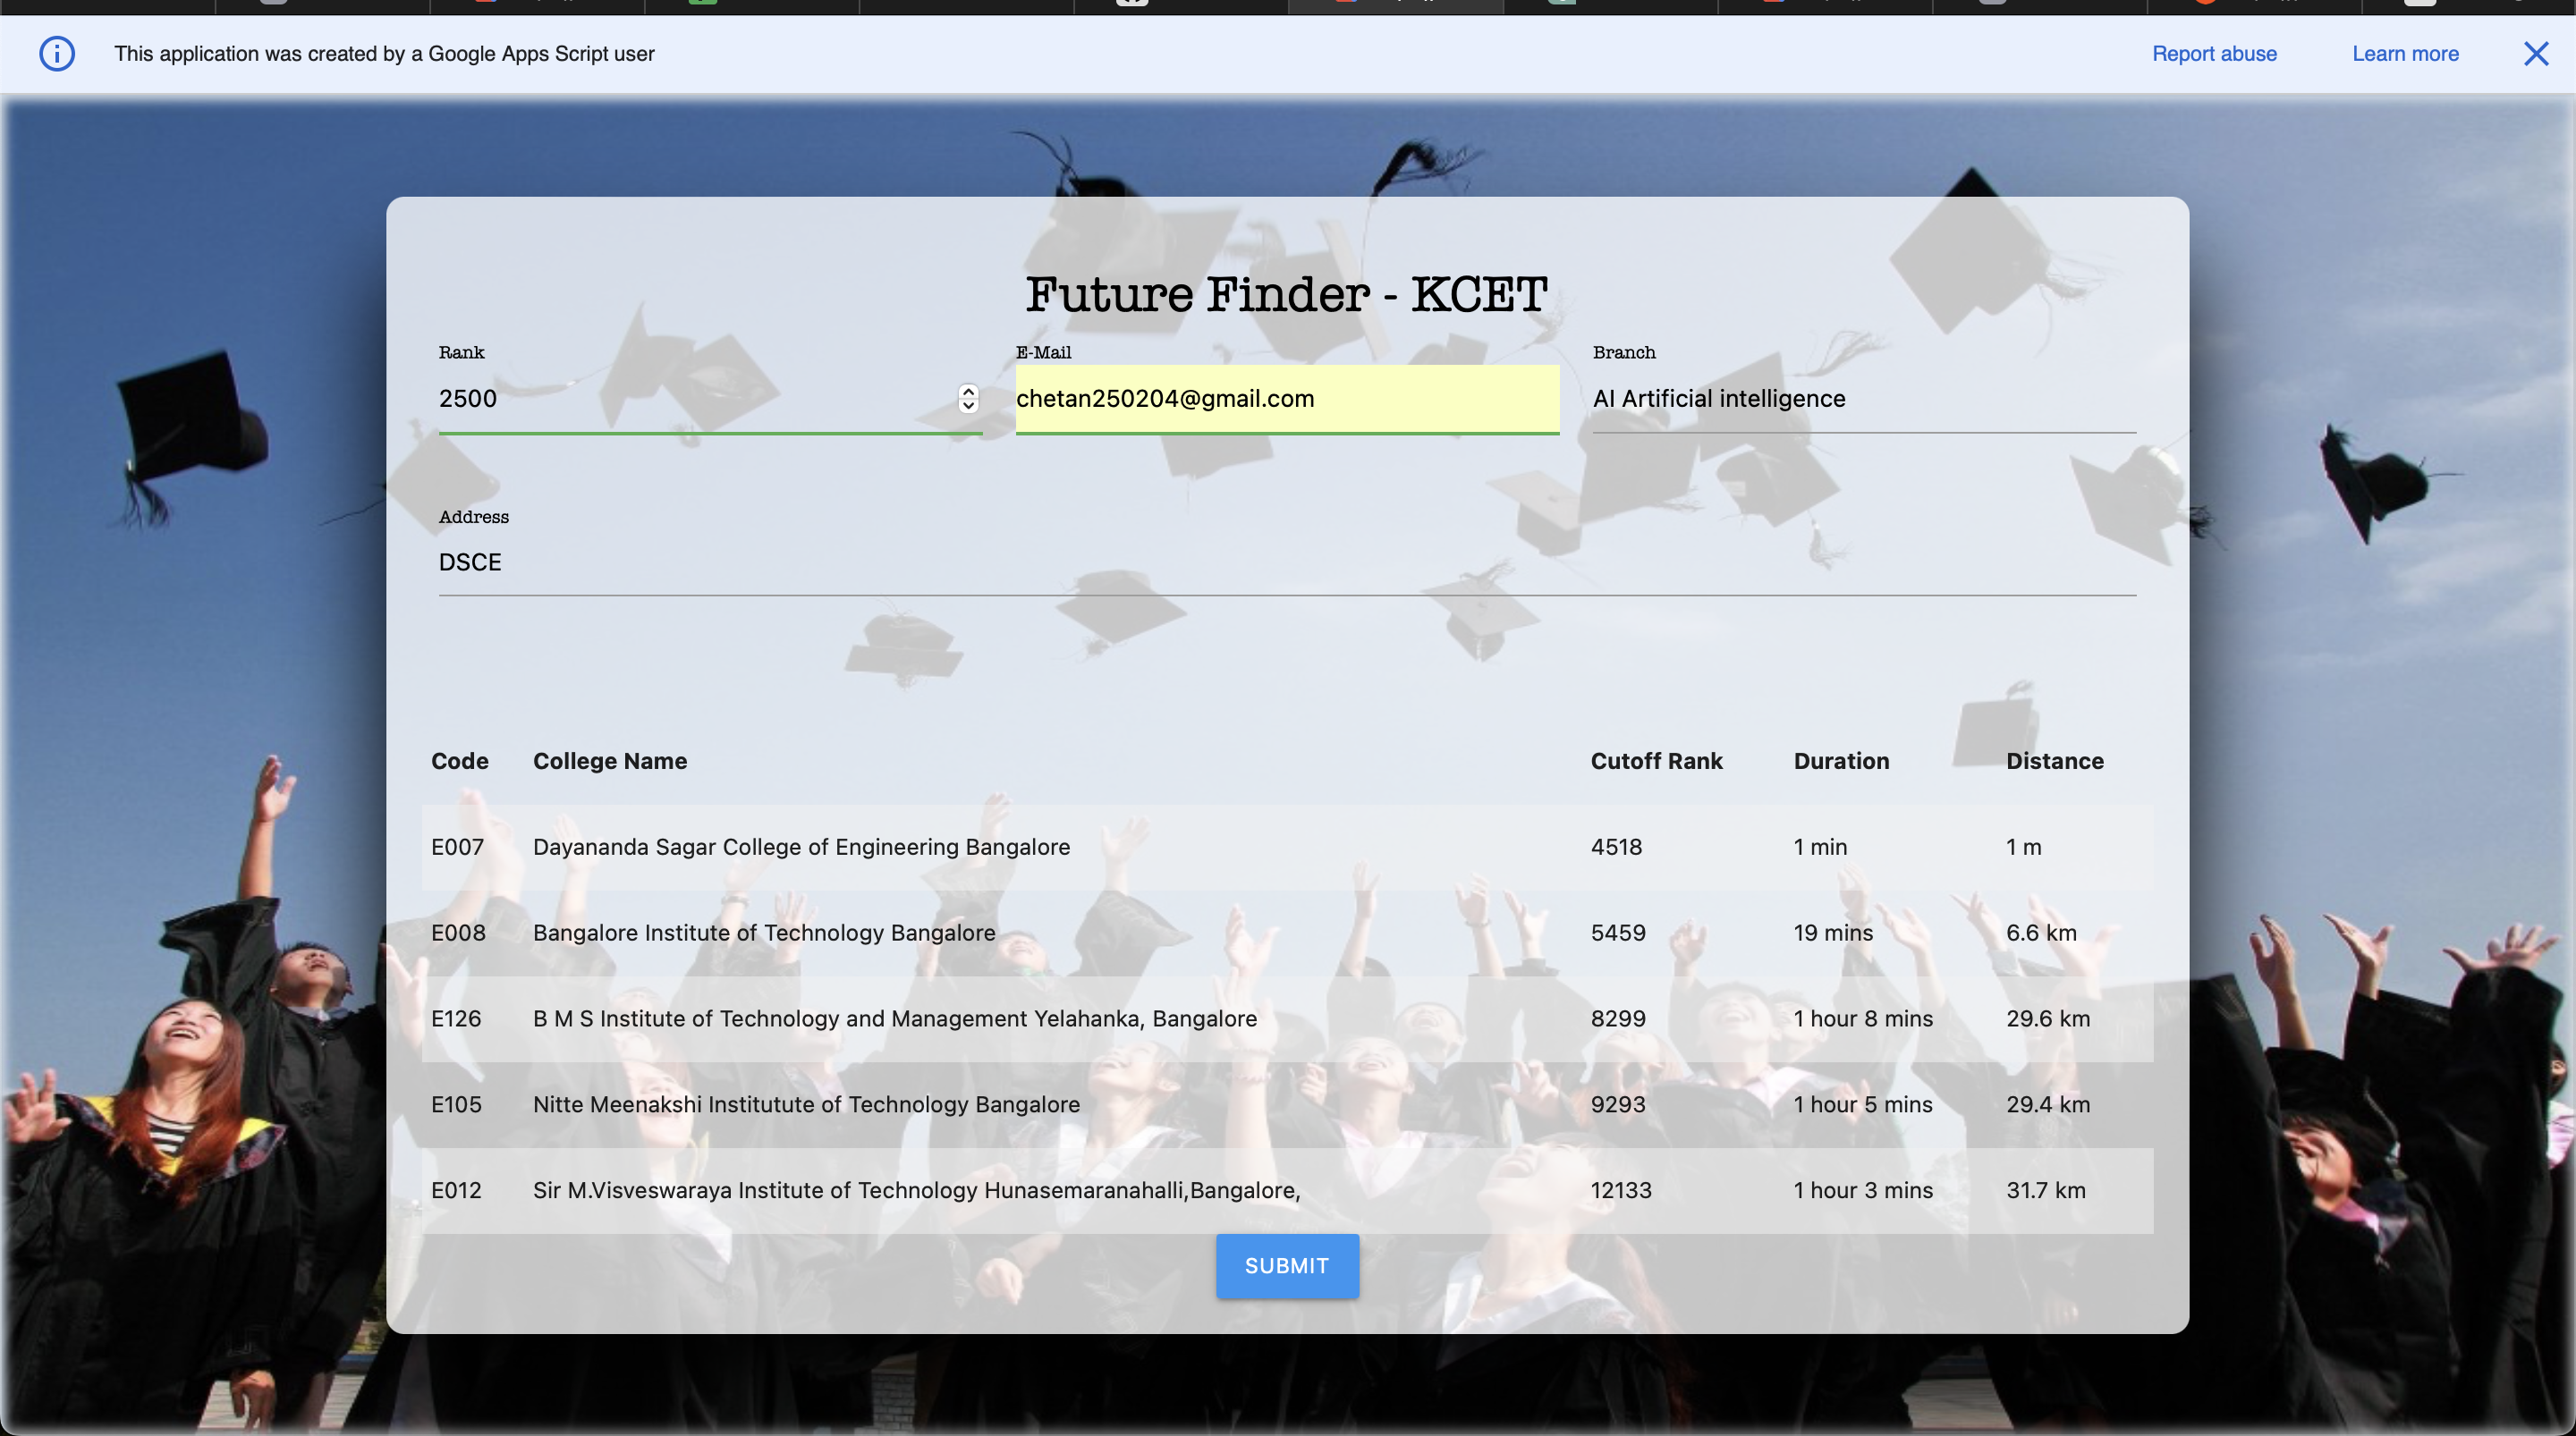 This application was created by a Google Apps Script user Report abuse Learn more
Future Finder - KCET
Rank E-Mail Branch
2500 chetan250204@gmail.com AI Artificial intelligence
Address
DSCE
Code College Name Cutoff Rank Duration Distance
E007 Dayananda Sagar College of Engineering Bangalore 4518 1 min 1 m
E008 Bangalore Institute of Technology Bangalore 5459 19 mins 6.6 km
E126 B M S Institute of Technology and Management Yelahanka, Bangalore 8299 1 hour 8 mins 29.6 km
E105 Nitte Meenakshi Institutute of Technology Bangalore 9293 1 hour 5 mins 29.4 km
E012 Sir M.Visveswaraya Institute of Technology Hunasemaranahalli,Bangalore, 12133 1 hour 3 mins 31.7 km
SUBMIT